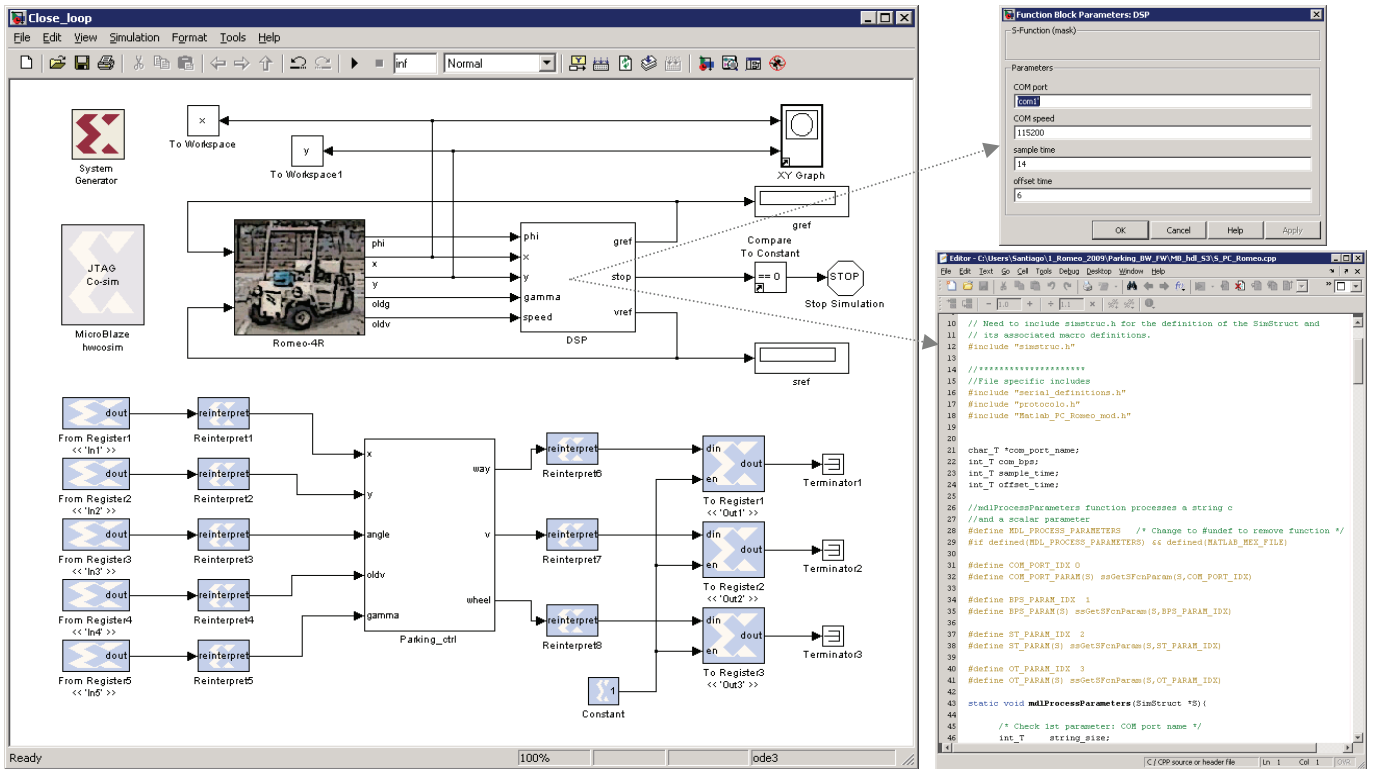 Close_loop
File Edit View Simulation Format Tools Help
inf Normal
System
Generator
x
To Workspace
y
To Workspace1
XY Graph
gref
JTAG
Co-sim
MicroBlaze
hwcosim
Romeo-4R
phi
x
y
oldg
oldv
phi
x
y
gamma
speed
gref
stop
vref
DSP
Compare
To Constant
== 0
STOP
Stop Simulation
sref
dout
From Register1
<< 'In1' >>
reinterpret
Reinterpret1
dout
From Register2
<< 'In2' >>
reinterpret
Reinterpret2
dout
From Register3
<< 'In3' >>
reinterpret
Reinterpret3
dout
From Register4
<< 'In4' >>
reinterpret
Reinterpret4
dout
From Register5
<< 'In5' >>
reinterpret
Reinterpret5
x
y
angle
oldv
gamma
way
v
wheel
Parking_ctrl
reinterpret
Reinterpret6
reinterpret
Reinterpret7
reinterpret
Reinterpret8
1
Constant
din
en
dout
To Register1
<< 'Out1' >>
Terminator1
din
en
dout
To Register2
<< 'Out2' >>
Terminator2
din
en
dout
To Register3
<< 'Out3' >>
Terminator3
Ready 100% ode3
Function Block Parameters: DSP
S-Function (mask)
Parameters
COM port
'com1'
COM speed
115200
sample time
14
offset time
6
OK Cancel Help Apply
Editor - C:\Users\Santiago\1_Romeo_2009\Parking_BW_FW\MB_hdl_S3\S_PC_Romeo.cpp
File Edit Text Go Cell Tools Debug Desktop Window Help
1.0 1.1
10 // Need to include simstruc.h for the definition of the SimStruct and
11 // its associated macro definitions.
12 #include "simstruc.h"
13
14 //*********************
15 //File specific includes
16 #include "serial_definitions.h"
17 #include "protocolo.h"
18 #include "Matlab_PC_Romeo_mod.h"
19
20
21 char_T *com_port_name;
22 int_T com_bps;
23 int_T sample_time;
24 int_T offset_time;
25
26 //mdlProcessParameters function processes a string c
27 //and a scalar parameter
28 #define MDL_PROCESS_PARAMETERS /* Change to #undef to remove function */
29 #if defined(MDL_PROCESS_PARAMETERS) && defined(MATLAB_MEX_FILE)
30
31 #define COM_PORT_IDX 0
32 #define COM_PORT_PARAM(S) ssGetSFcnParam(S,COM_PORT_IDX)
33
34 #define BPS_PARAM_IDX 1
35 #define BPS_PARAM(S) ssGetSFcnParam(S,BPS_PARAM_IDX)
36
37 #define ST_PARAM_IDX 2
38 #define ST_PARAM(S) ssGetSFcnParam(S,ST_PARAM_IDX)
39
40 #define OT_PARAM_IDX 3
41 #define OT_PARAM(S) ssGetSFcnParam(S,OT_PARAM_IDX)
42
43 static void mdlProcessParameters(SimStruct *S){
44
45 /* Check 1st parameter: COM port name */
46 int_T string_size;
C / CPP source or header file Ln 1 Col 1 OVR